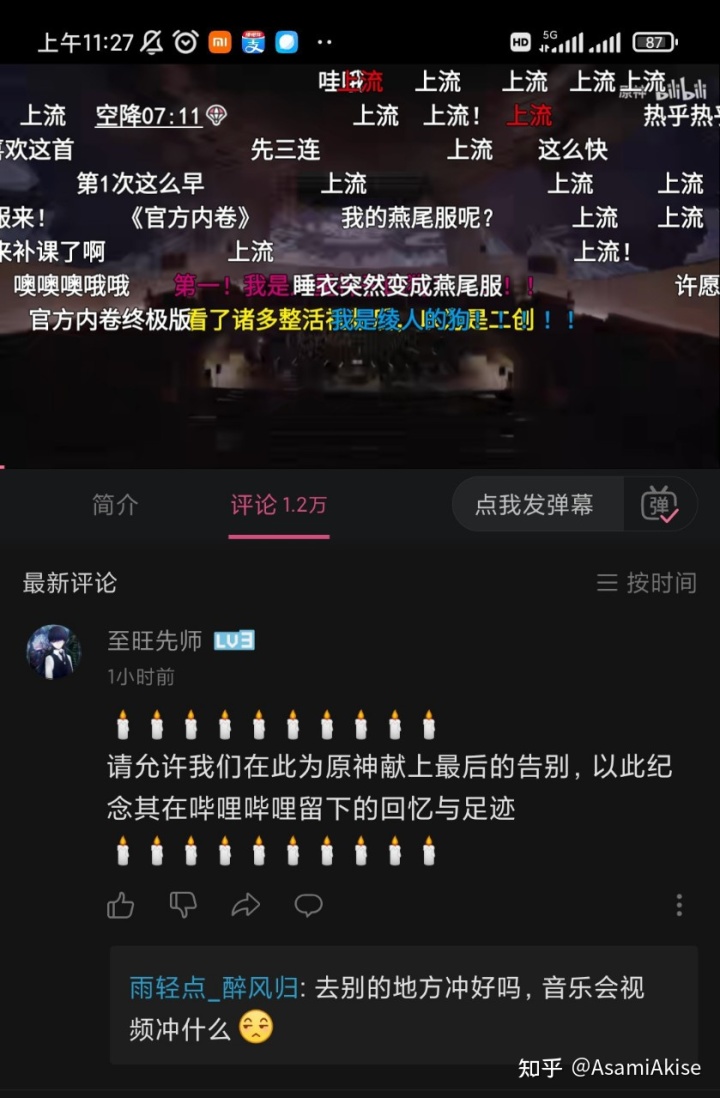 上午11:27
HD 5G 87
哇哦 上流 上流 上流 上流 上流
原神 bilibili
上流 空降07:11 上流 上流! 上流 热乎热乎
喜欢这首 先三连 上流 这么快
第1次这么早 上流 上流 上流
服来! 《官方内卷》 我的燕尾服呢? 上流 上流
来补课了啊 上流 上流!
噢噢噢哦哦 第一!我是 睡衣突然变成燕尾服 !! 许愿
官方内卷终极版 看了诸多整活 我是绫人的狗!!!! 是二创
简介 评论 1.2万 点我发弹幕 弹
最新评论 按时间
至旺先师 LV3
1小时前
请允许我们在此为原神献上最后的告别, 以此纪
念其在哔哩哔哩留下的回忆与足迹
雨轻点_醉风归: 去别的地方冲好吗, 音乐会视
频冲什么
知乎 @AsamiAkise